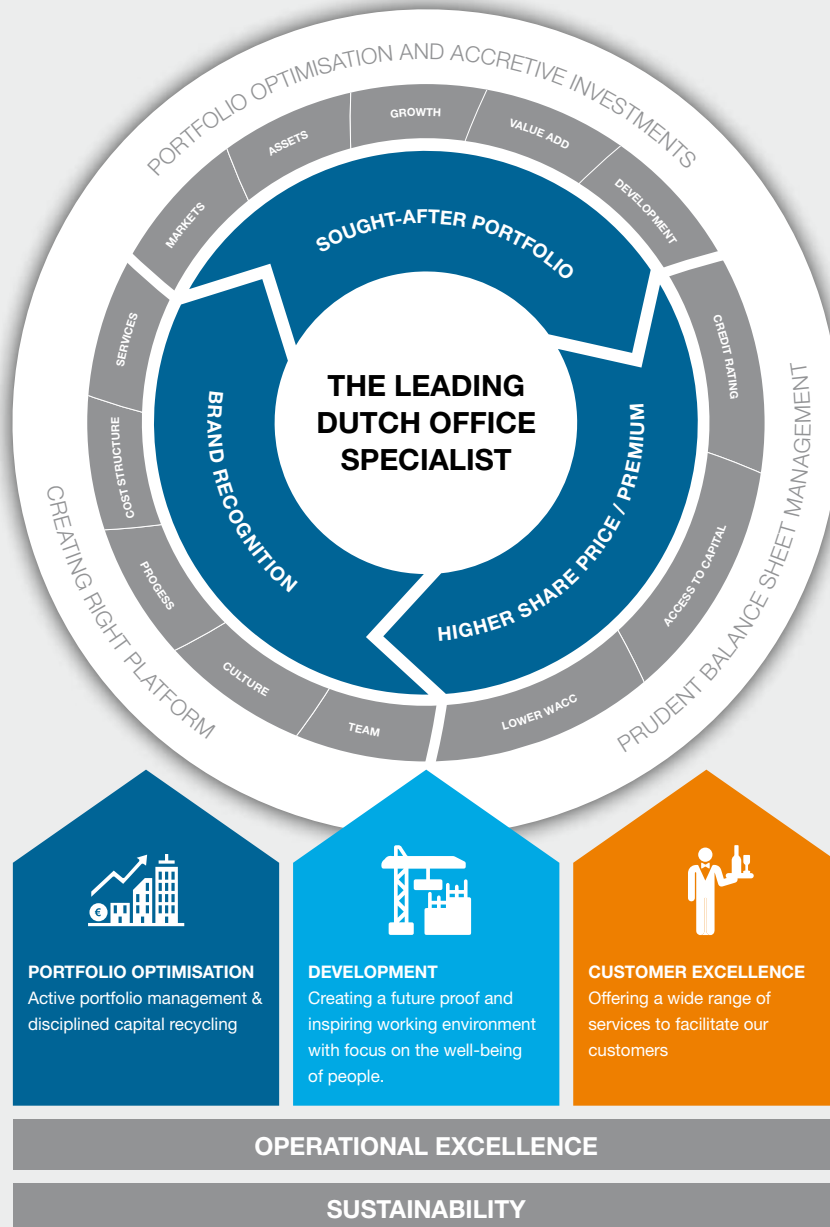 PORTFOLIO OPTIMISATION AND ACCRETIVE INVESTMENTS
MARKETS
ASSETS
GROWTH
VALUE ADD
DEVELOPMENT
SOUGHT-AFTER PORTFOLIO
PRUDENT BALANCE SHEET MANAGEMENT
CREDIT RATING
ACCESS TO CAPITAL
LOWER WACC
HIGHER SHARE PRICE / PREMIUM
CREATING RIGHT PLATFORM
SERVICES
COST STRUCTURE
PROGESS
CULTURE
TEAM
BRAND RECOGNITION
THE LEADING
DUTCH OFFICE
SPECIALIST
€
PORTFOLIO OPTIMISATION
Active portfolio management &
disciplined capital recycling
DEVELOPMENT
Creating a future proof and
inspiring working environment
with focus on the well-being
of people.
CUSTOMER EXCELLENCE
Offering a wide range of
services to facilitate our
customers
OPERATIONAL EXCELLENCE
SUSTAINABILITY